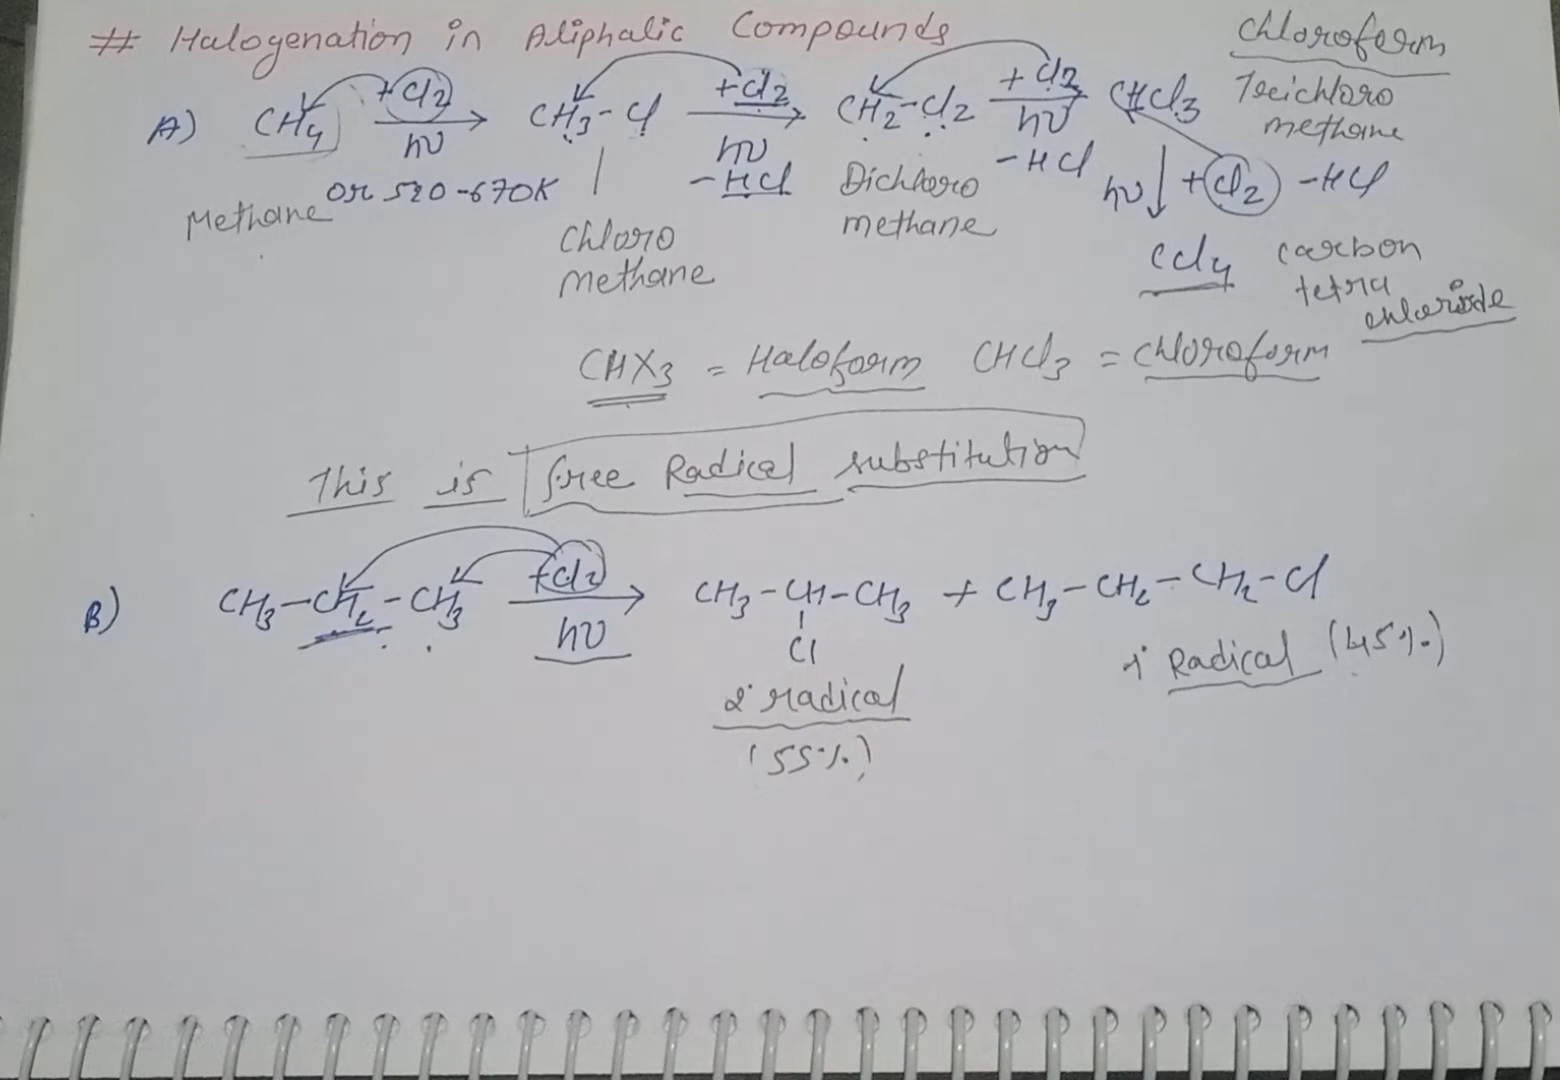 # Halogenation in Aliphalic Compounds
Chloroform
A) CH4 +Cl2 hν → CH3-Cl +Cl2 hν → CH2-Cl2 +Cl2 hν → CHCl3 Trichloro methane
or 520-670K -HCl -HCl hν ↓ +Cl2 -HCl
Methane Chloro methane Dichloro methane
CCl4 carbon tetra chloride
CHX3 = Haloform CHCl3 = chloroform
This is free Radical substitution
B) CH3-CH2-CH3 +Cl2 hν → CH3-CH-CH3 + CH3-CH2-CH2-Cl
Cl
2° radical 1° Radical (45%)
(55%)